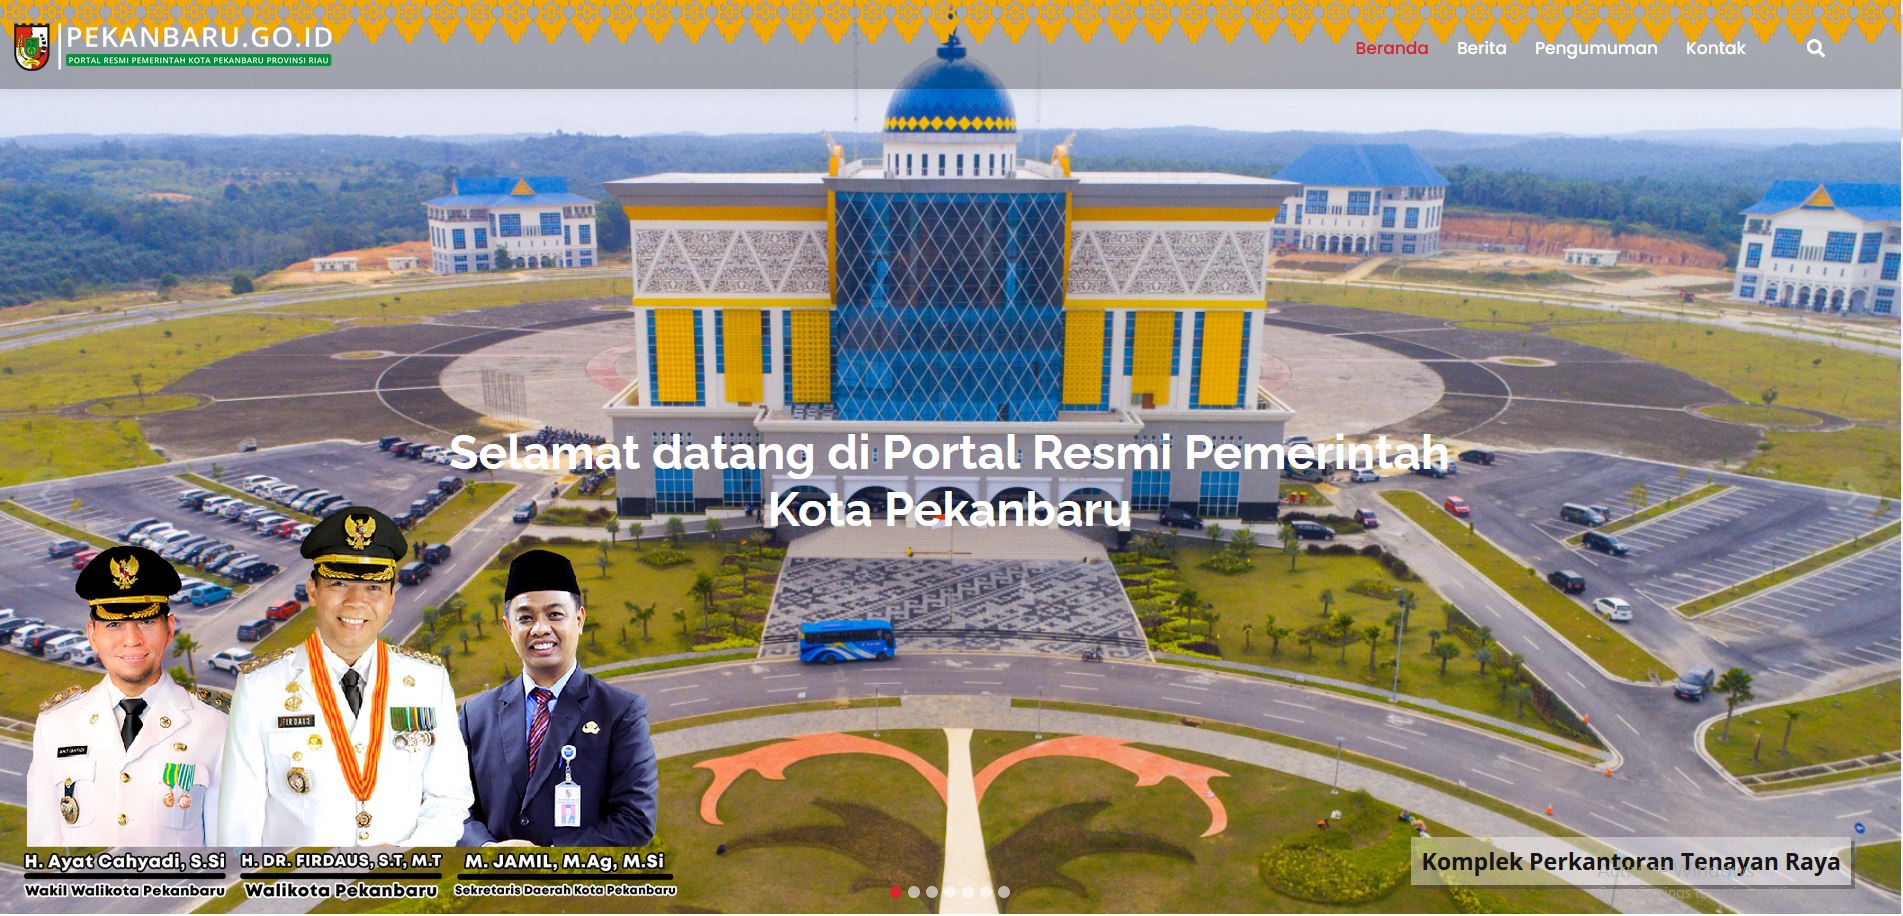 PEKANBARU.GO.ID
PORTAL RESMI PEMERINTAH KOTA PEKANBARU PROVINSI RIAU
Beranda Berita Pengumuman Kontak
Selamat datang di Portal Resmi Pemerintah
Kota Pekanbaru
FIRDAUS
H. Ayat Cahyadi, S.Si
Wakil Walikota Pekanbaru
H. DR. FIRDAUS, S.T, M.T
Walikota Pekanbaru
M. JAMIL, M.Ag, M.Si
Sekretaris Daerah Kota Pekanbaru
Komplek Perkantoran Tenayan Raya